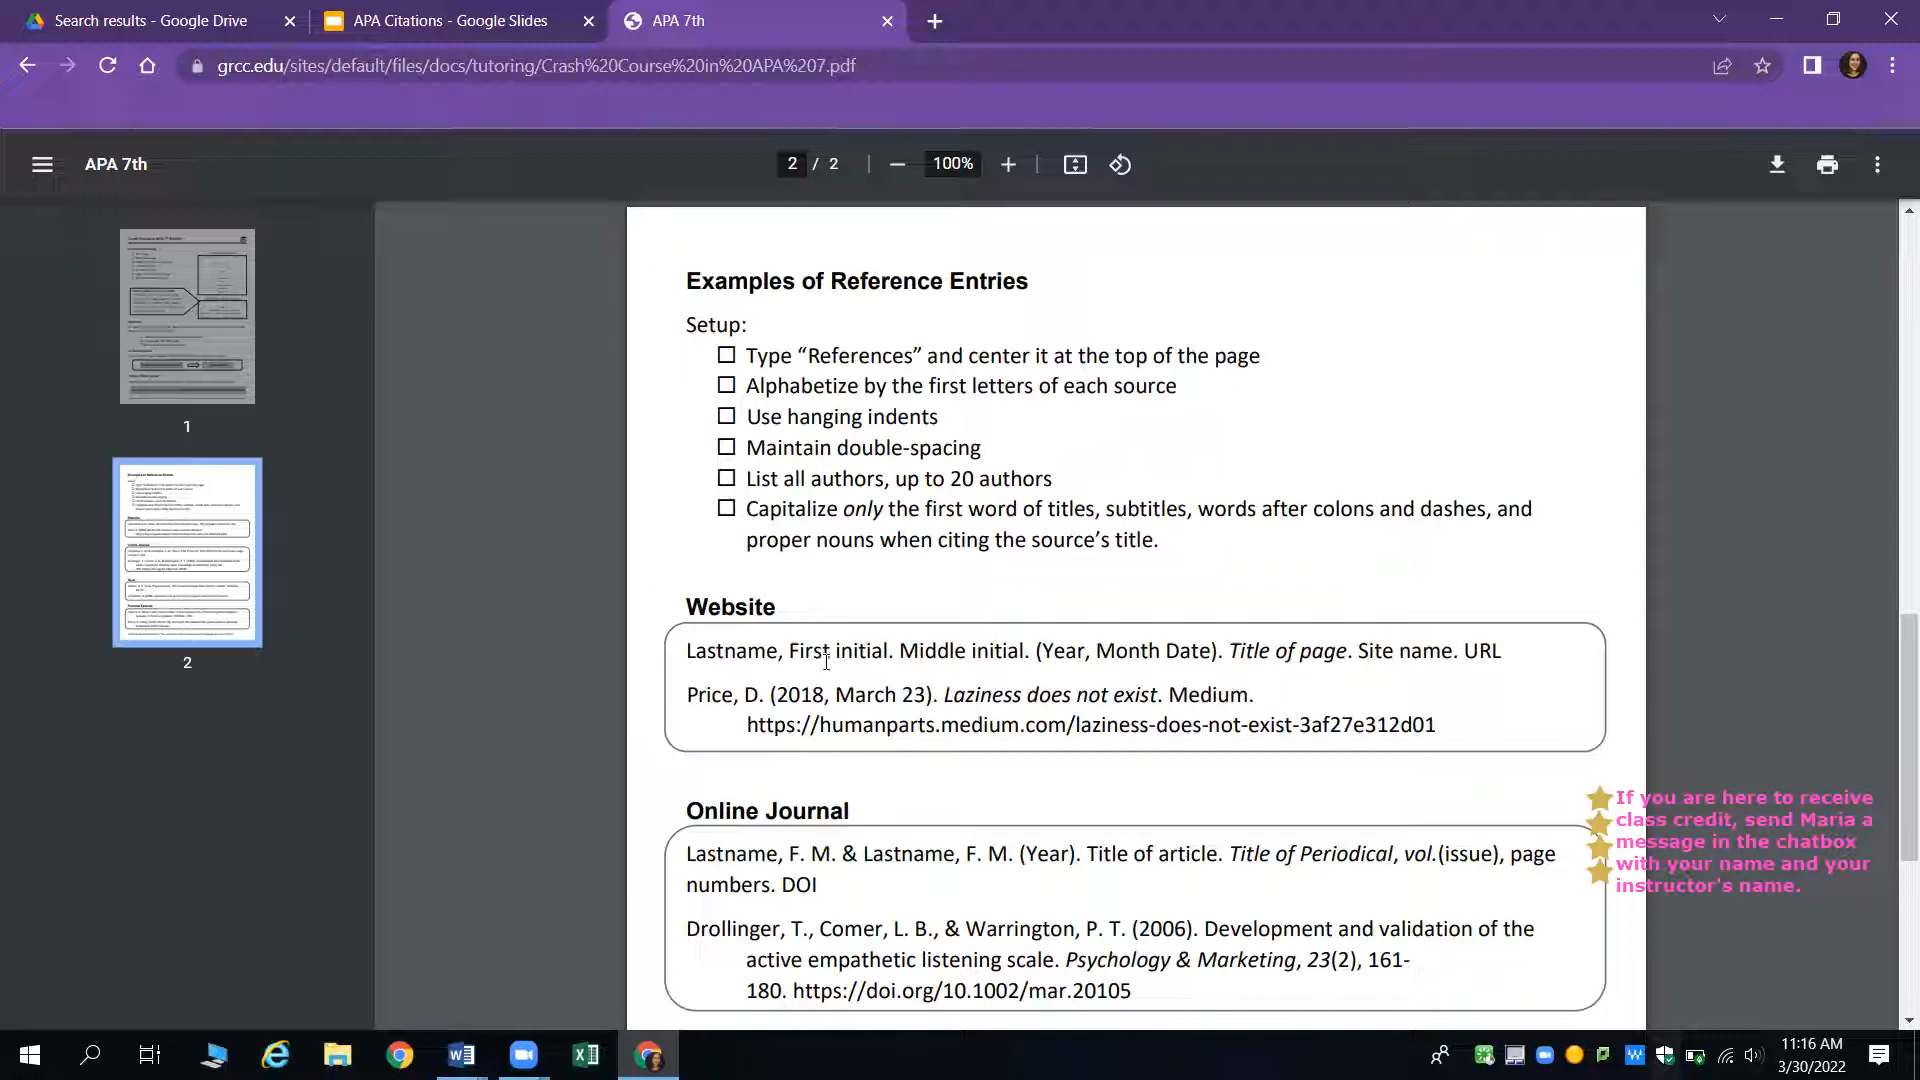 Search results - Google Drive
APA Citations - Google Slides
APA 7th
grcc.edu/sites/default/files/docs/tutoring/Crash%20Course%20in%20APA%207.pdf
APA 7th
2 / 2
100%
1
2
Examples of Reference Entries
Setup:
Type “References” and center it at the top of the page
Alphabetize by the first letters of each source
Use hanging indents
Maintain double-spacing
List all authors, up to 20 authors
Capitalize only the first word of titles, subtitles, words after colons and dashes, and
proper nouns when citing the source’s title.
Website
Lastname, First initial. Middle initial. (Year, Month Date). Title of page. Site name. URL
Price, D. (2018, March 23). Laziness does not exist. Medium.
https://humanparts.medium.com/laziness-does-not-exist-3af27e312d01
Online Journal
Lastname, F. M. & Lastname, F. M. (Year). Title of article. Title of Periodical, vol.(issue), page
numbers. DOI
Drollinger, T., Comer, L. B., & Warrington, P. T. (2006). Development and validation of the
active empathetic listening scale. Psychology & Marketing, 23(2), 161-
180. https://doi.org/10.1002/mar.20105
If you are here to receive
class credit, send Maria a
message in the chatbox
with your name and your
instructor's name.
11:16 AM
3/30/2022